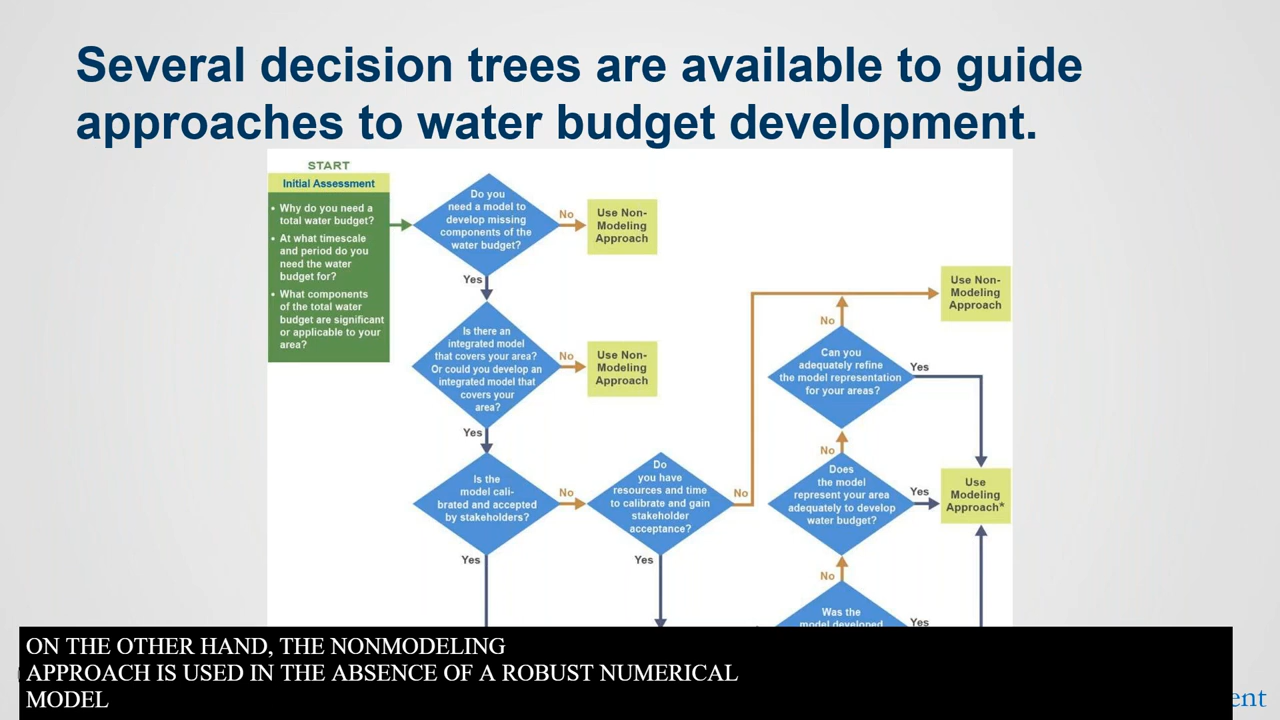 Several decision trees are available to guide
approaches to water budget development.
START
Initial Assessment
• Why do you need a
total water budget?
• At what timescale
and period do you
need the water
budget for?
• What components
of the total water
budget are significant
or applicable to your
area?
Do you
need a model to
develop missing
components of the
water budget?
No
Use Non-
Modeling
Approach
Yes
Is there an
integrated model
that covers your area?
Or could you develop an
integrated model that
covers your
area?
No
Use Non-
Modeling
Approach
Yes
Is the
model cali-
brated and accepted
by stakeholders?
No
Yes
Do
you have
resources and time
to calibrate and gain
stakeholder
acceptance?
No
Yes
Use Non-
Modeling
Approach
No
Can you
adequately refine
the model representation
for your areas?
Yes
No
Does
the model
represent your area
adequately to develop
water budget?
Yes
Use
Modeling
Approach*
No
Was the
model developed
Yes
ON THE OTHER HAND, THE NONMODELING
APPROACH IS USED IN THE ABSENCE OF A ROBUST NUMERICAL
MODEL